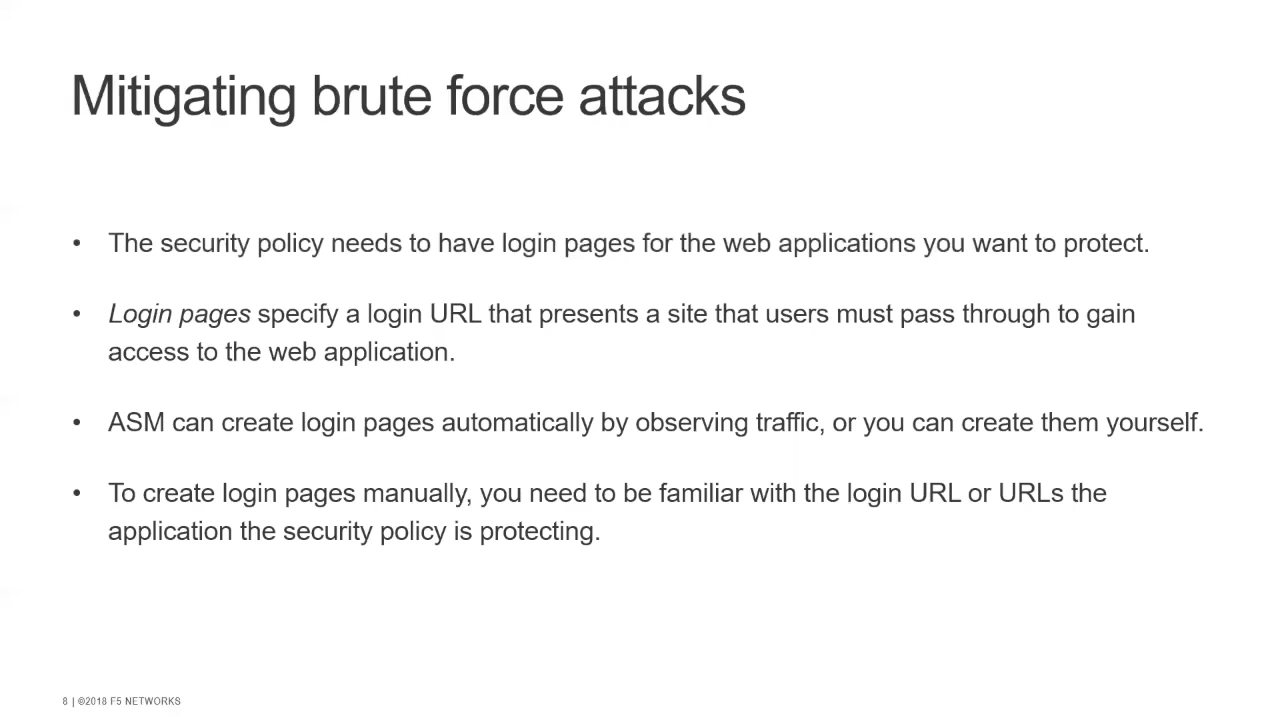 Mitigating brute force attacks
• The security policy needs to have login pages for the web applications you want to protect.
• Login pages specify a login URL that presents a site that users must pass through to gain
access to the web application.
• ASM can create login pages automatically by observing traffic, or you can create them yourself.
• To create login pages manually, you need to be familiar with the login URL or URLs the
application the security policy is protecting.
8 | ©2018 F5 NETWORKS